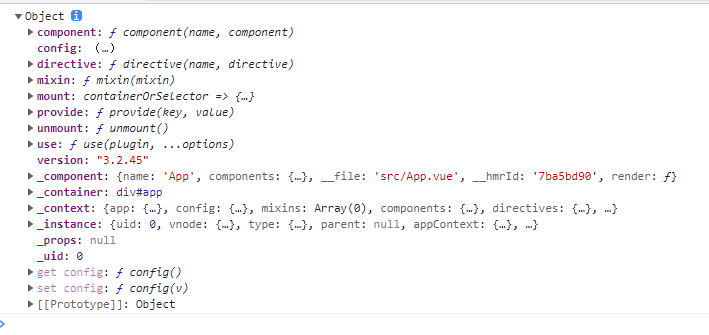 Object i
component: ƒ component(name, component)
config: (…)
directive: ƒ directive(name, directive)
mixin: ƒ mixin(mixin)
mount: containerOrSelector => {…}
provide: ƒ provide(key, value)
unmount: ƒ unmount()
use: ƒ use(plugin, ...options)
version: "3.2.45"
_component: {name: 'App', components: {…}, __file: 'src/App.vue', __hmrId: '7ba5bd90', render: ƒ}
_container: div#app
_context: {app: {…}, config: {…}, mixins: Array(0), components: {…}, directives: {…}, …}
_instance: {uid: 0, vnode: {…}, type: {…}, parent: null, appContext: {…}, …}
_props: null
_uid: 0
get config: ƒ config()
set config: ƒ config(v)
[[Prototype]]: Object